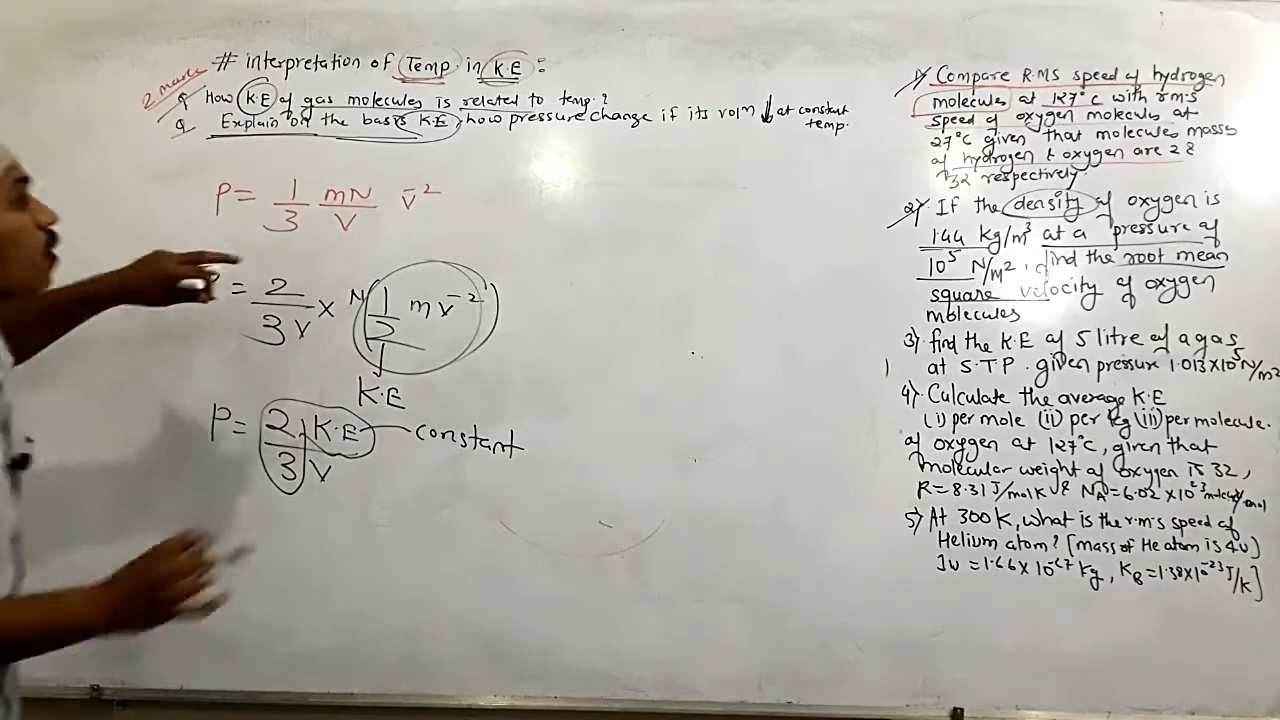 # interpretation of Temp. in K.E :
2 marks
Q How K.E of gas molecules is related to temp.?
Q Explain on the basis K.E, how pressure change if its volm ↓ at constant
temp.
P = 1/3 mN/V v̄²
= 2/3V × N(1/2 m v̄²)
K.E
P = 2/3 K.E/V constant
1) Compare R.M.S speed of hydrogen
molecules at 127°c with r.m.s
speed of oxygen molecules at
27°c given that molecules masses
of hydrogen & oxygen are 2 &
32 respectively.
2) If the density of oxygen is
1.44 kg/m³ at a pressure of
10⁵ N/m², find the root mean
square velocity of oxygen
molecules
3) find the K.E of 5 litre of a gas
at S.T.P. given pressure 1.013×10⁵N/m²
4) Calculate the average K.E
(i) per mole (ii) per kg (iii) per molecule.
of oxygen at 127°C, given that
molecular weight of oxygen is 32,
R = 8.31 J/mol K & NA = 6.02 × 10²³
5) At 300K, what is the r.m.s speed of
Helium atom? [mass of He atom is 4u]
1u = 1.66 × 10⁻²⁷ kg, KB = 1.38×10⁻²³ J/K]